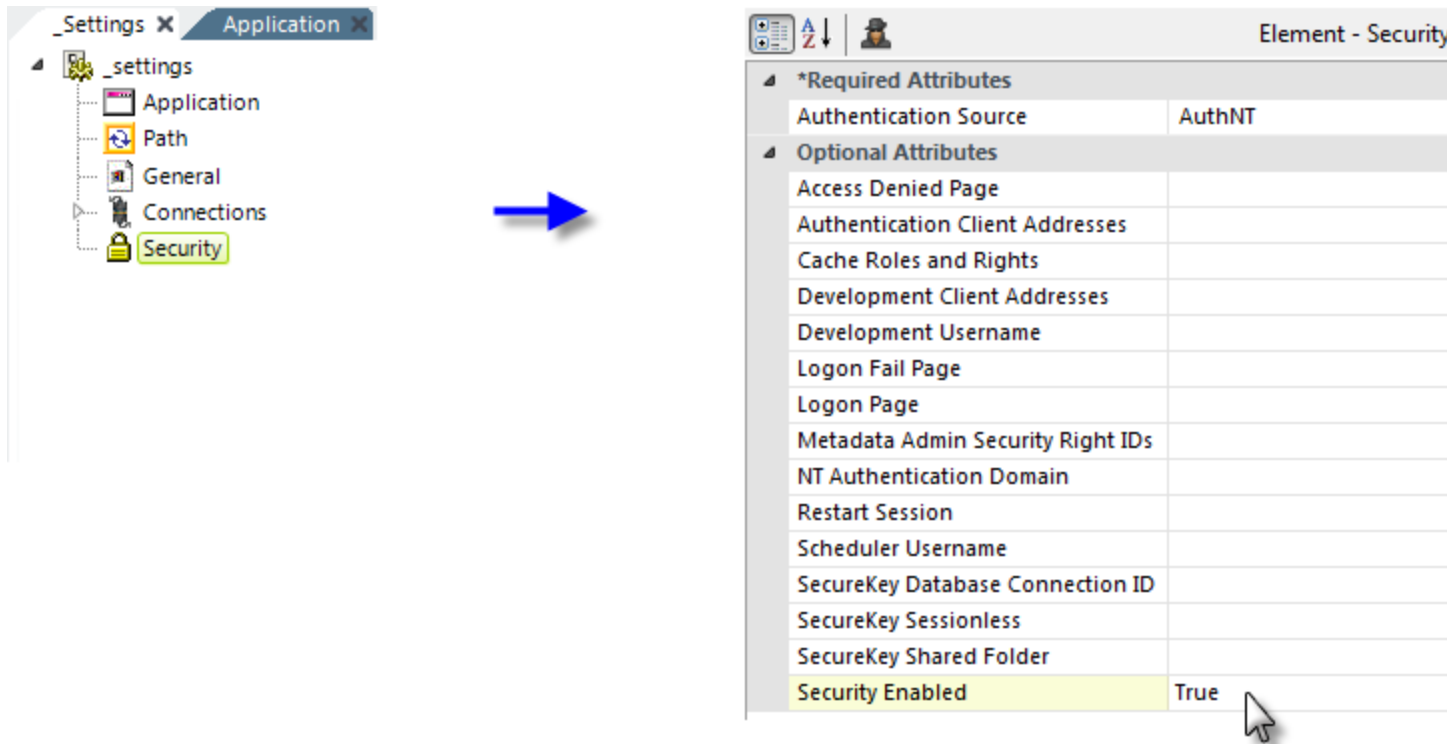 _Settings
Application
_settings
Application
Path
General
Connections
Security
Element - Security
*Required Attributes
Authentication Source AuthNT
Optional Attributes
Access Denied Page
Authentication Client Addresses
Cache Roles and Rights
Development Client Addresses
Development Username
Logon Fail Page
Logon Page
Metadata Admin Security Right IDs
NT Authentication Domain
Restart Session
Scheduler Username
SecureKey Database Connection ID
SecureKey Sessionless
SecureKey Shared Folder
Security Enabled True